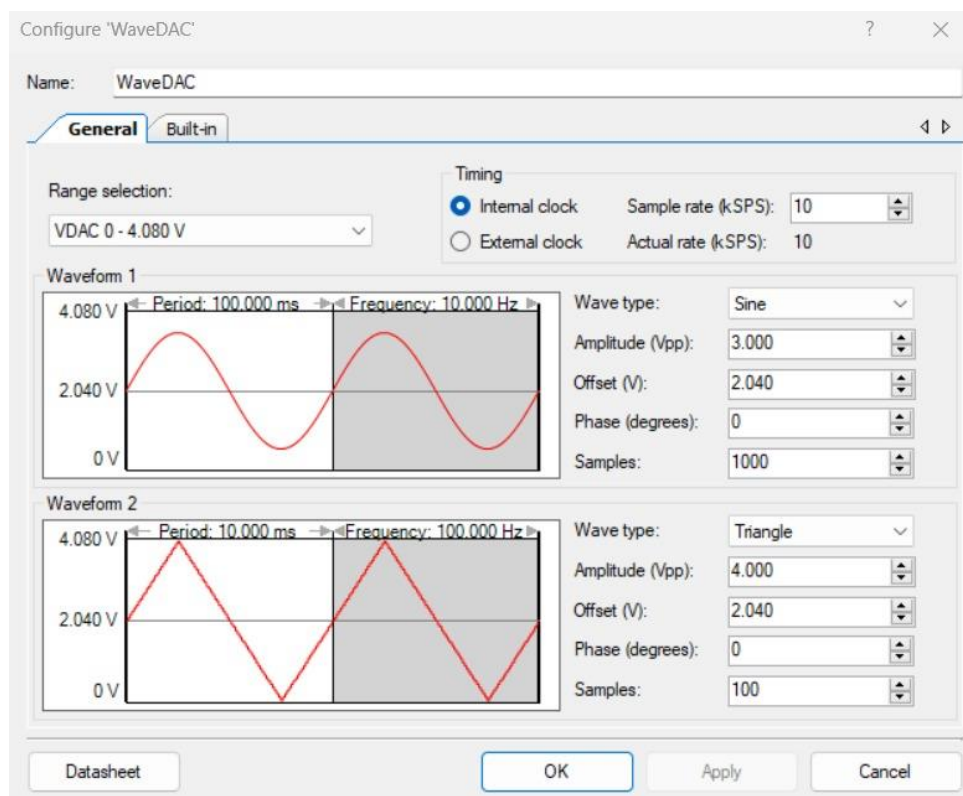 Configure 'WaveDAC'
?
Name: WaveDAC
General Built-in
Range selection:
VDAC 0 - 4.080 V
Timing
Internal clock Sample rate (kSPS): 10
External clock Actual rate (kSPS): 10
Waveform 1
4.080 V Period: 100.000 ms Frequency: 10.000 Hz
2.040 V
0 V
Wave type: Sine
Amplitude (Vpp): 3.000
Offset (V): 2.040
Phase (degrees): 0
Samples: 1000
Waveform 2
4.080 V Period: 10.000 ms Frequency: 100.000 Hz
2.040 V
0 V
Wave type: Triangle
Amplitude (Vpp): 4.000
Offset (V): 2.040
Phase (degrees): 0
Samples: 100
Datasheet OK Apply Cancel